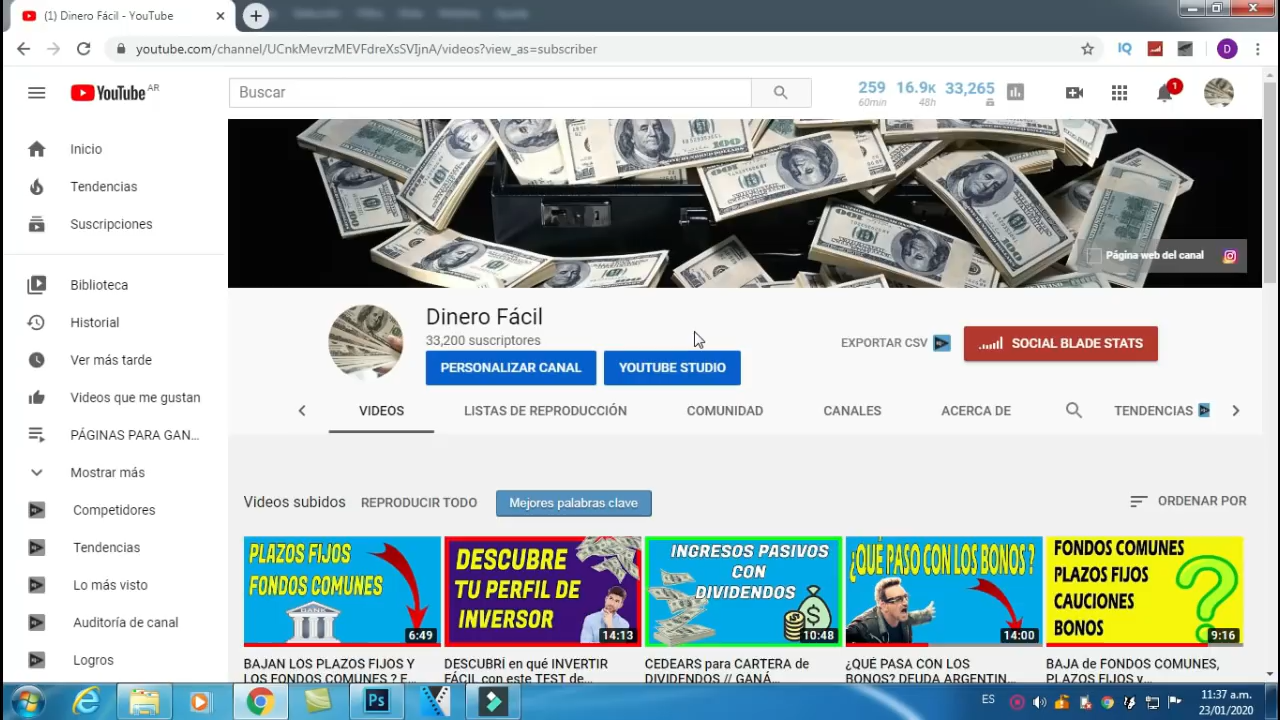 (1) Dinero Fácil - YouTube
youtube.com/channel/UCnkMevrzMEVFdreXsSVIjnA/videos?view_as=subscriber
IQ
D
YouTube AR
Buscar
259
60min
16.9K
48h
33,265
1
Inicio
Tendencias
Suscripciones
Biblioteca
Historial
Ver más tarde
Videos que me gustan
PÁGINAS PARA GAN...
Mostrar más
Competidores
Tendencias
Lo más visto
Auditoría de canal
Logros
Página web del canal
Dinero Fácil
33,200 suscriptores
PERSONALIZAR CANAL
YOUTUBE STUDIO
EXPORTAR CSV
SOCIAL BLADE STATS
VIDEOS
LISTAS DE REPRODUCCIÓN
COMUNIDAD
CANALES
ACERCA DE
TENDENCIAS
Videos subidos
REPRODUCIR TODO
Mejores palabras clave
ORDENAR POR
PLAZOS FIJOS
FONDOS COMUNES
BANK
6:49
DESCUBRE
TU PERFIL DE
INVERSOR
14:13
INGRESOS PASIVOS
CON
DIVIDENDOS
10:48
¿QUÉ PASO CON LOS BONOS?
14:00
FONDOS COMUNES
PLAZOS FIJOS
CAUCIONES
BONOS
9:16
BAJAN LOS PLAZOS FIJOS Y
LOS FONDOS COMUNES ? E...
DESCUBRÍ en qué INVERTIR
FÁCIL con este TEST de...
CEDEARS para CARTERA de
DIVIDENDOS // GANÁ...
¿QUÉ PASA CON LOS
BONOS? DEUDA ARGENTIN...
BAJA de FONDOS COMUNES,
PLAZOS FIJOS y...
Ps
ES
11:37 a.m.
23/01/2020